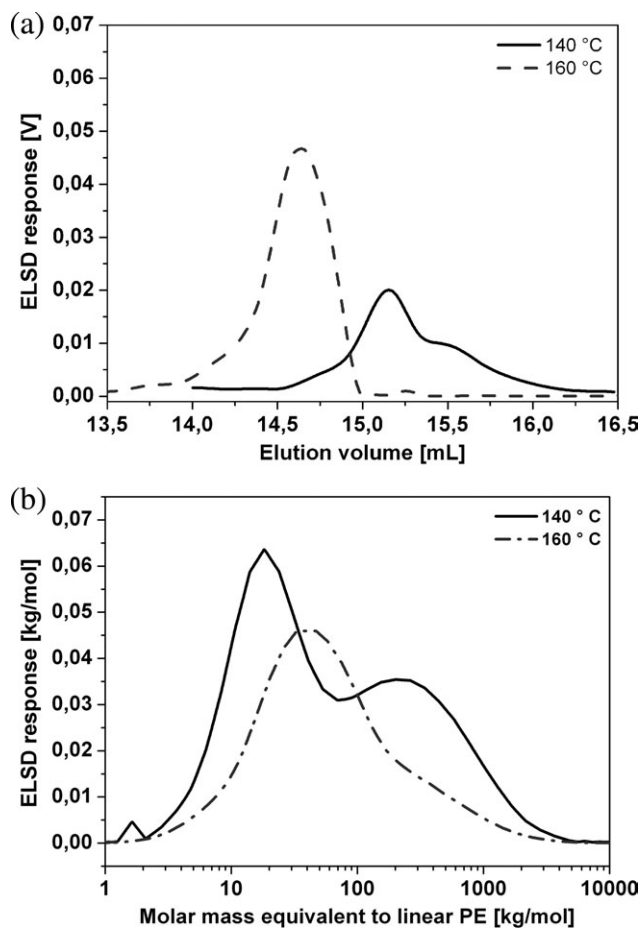 (a)
0,07
0,06
0,05
0,04
0,03
0,02
0,01
0,00
ELSD response [V]
140 °C
160 °C
13,5 14,0 14,5 15,0 15,5 16,0 16,5
Elution volume [mL]
(b)
0,07
0,06
0,05
0,04
0,03
0,02
0,01
0,00
ELSD response [kg/mol]
140 ° C
160 ° C
1 10 100 1000 10000
Molar mass equivalent to linear PE [kg/mol]